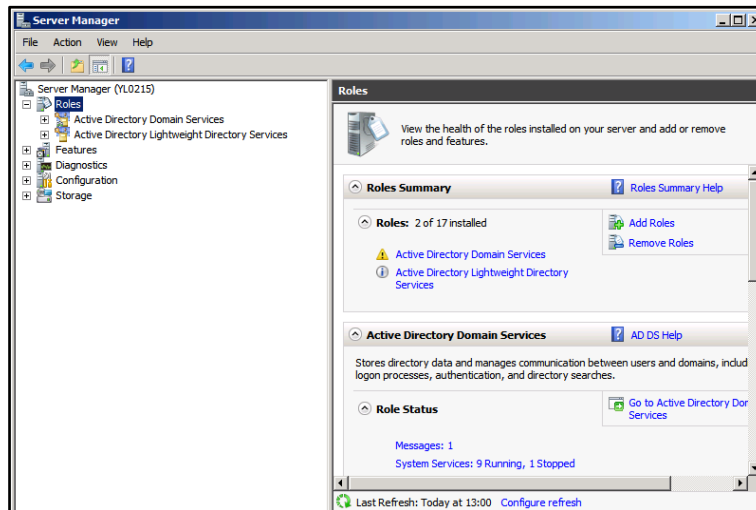 Server Manager
File Action View Help
Server Manager (YL0215)
Roles
Active Directory Domain Services
Active Directory Lightweight Directory Services
Features
Diagnostics
Configuration
Storage
Roles
View the health of the roles installed on your server and add or remove
roles and features.
Roles Summary
Roles Summary Help
Roles: 2 of 17 installed
Add Roles
Remove Roles
Active Directory Domain Services
Active Directory Lightweight Directory
Services
Active Directory Domain Services
AD DS Help
Stores directory data and manages communication between users and domains, includ
logon processes, authentication, and directory searches.
Role Status
Go to Active Directory Dor
Services
Messages: 1
System Services: 9 Running, 1 Stopped
Last Refresh: Today at 13:00 Configure refresh